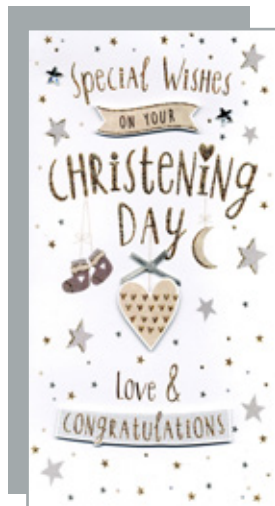 Special Wishes
ON YOUR
CHRISTENING
DAY
Love &
CONGRATULATIONS